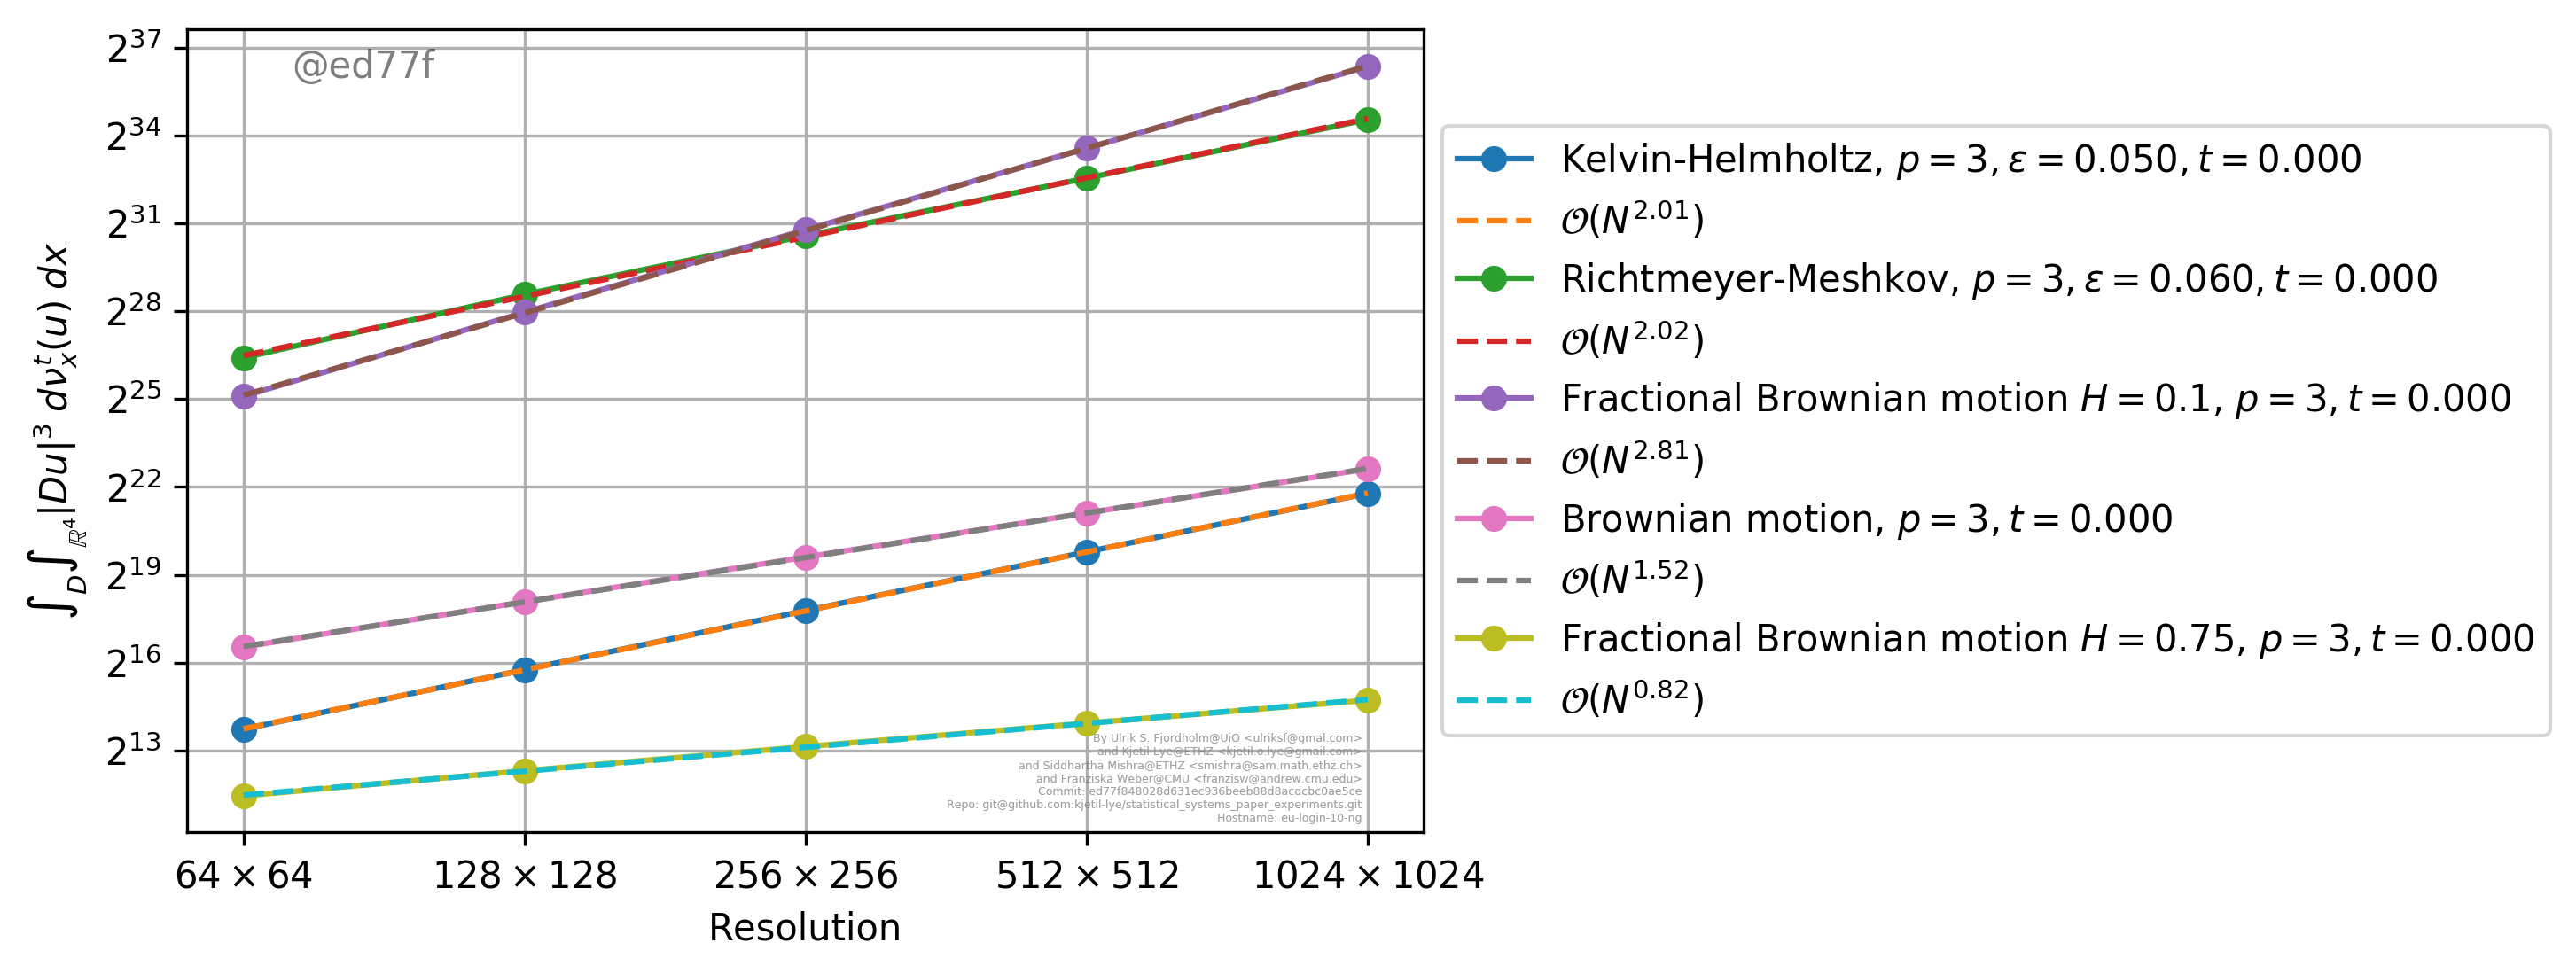 @ed77f
2^37
2^34
2^31
2^28
2^25
2^22
2^19
2^16
2^13
∫_D ∫_{ℝ^4} |Du|^3 dν_x^t(u) dx
64 × 64
128 × 128
256 × 256
512 × 512
1024 × 1024
Resolution
Kelvin-Helmholtz, p = 3, ε = 0.050, t = 0.000
𝒪(N^2.01)
Richtmeyer-Meshkov, p = 3, ε = 0.060, t = 0.000
𝒪(N^2.02)
Fractional Brownian motion H = 0.1, p = 3, t = 0.000
𝒪(N^2.81)
Brownian motion, p = 3, t = 0.000
𝒪(N^1.52)
Fractional Brownian motion H = 0.75, p = 3, t = 0.000
𝒪(N^0.82)
By Ulrik S. Fjordholm@UiO <ulriksf@gmal.com>
and Kjetil Lye@ETHZ <kjetil.o.lye@gmail.com>
and Siddhartha Mishra@ETHZ <smishra@sam.math.ethz.ch>
and Franziska Weber@CMU <franzisw@andrew.cmu.edu>
Commit: ed77f848028d631ec936beeb88d8acdcbc0ae5ce
Repo: git@github.com:kjetil-lye/statistical_systems_paper_experiments.git
Hostname: eu-login-10-ng